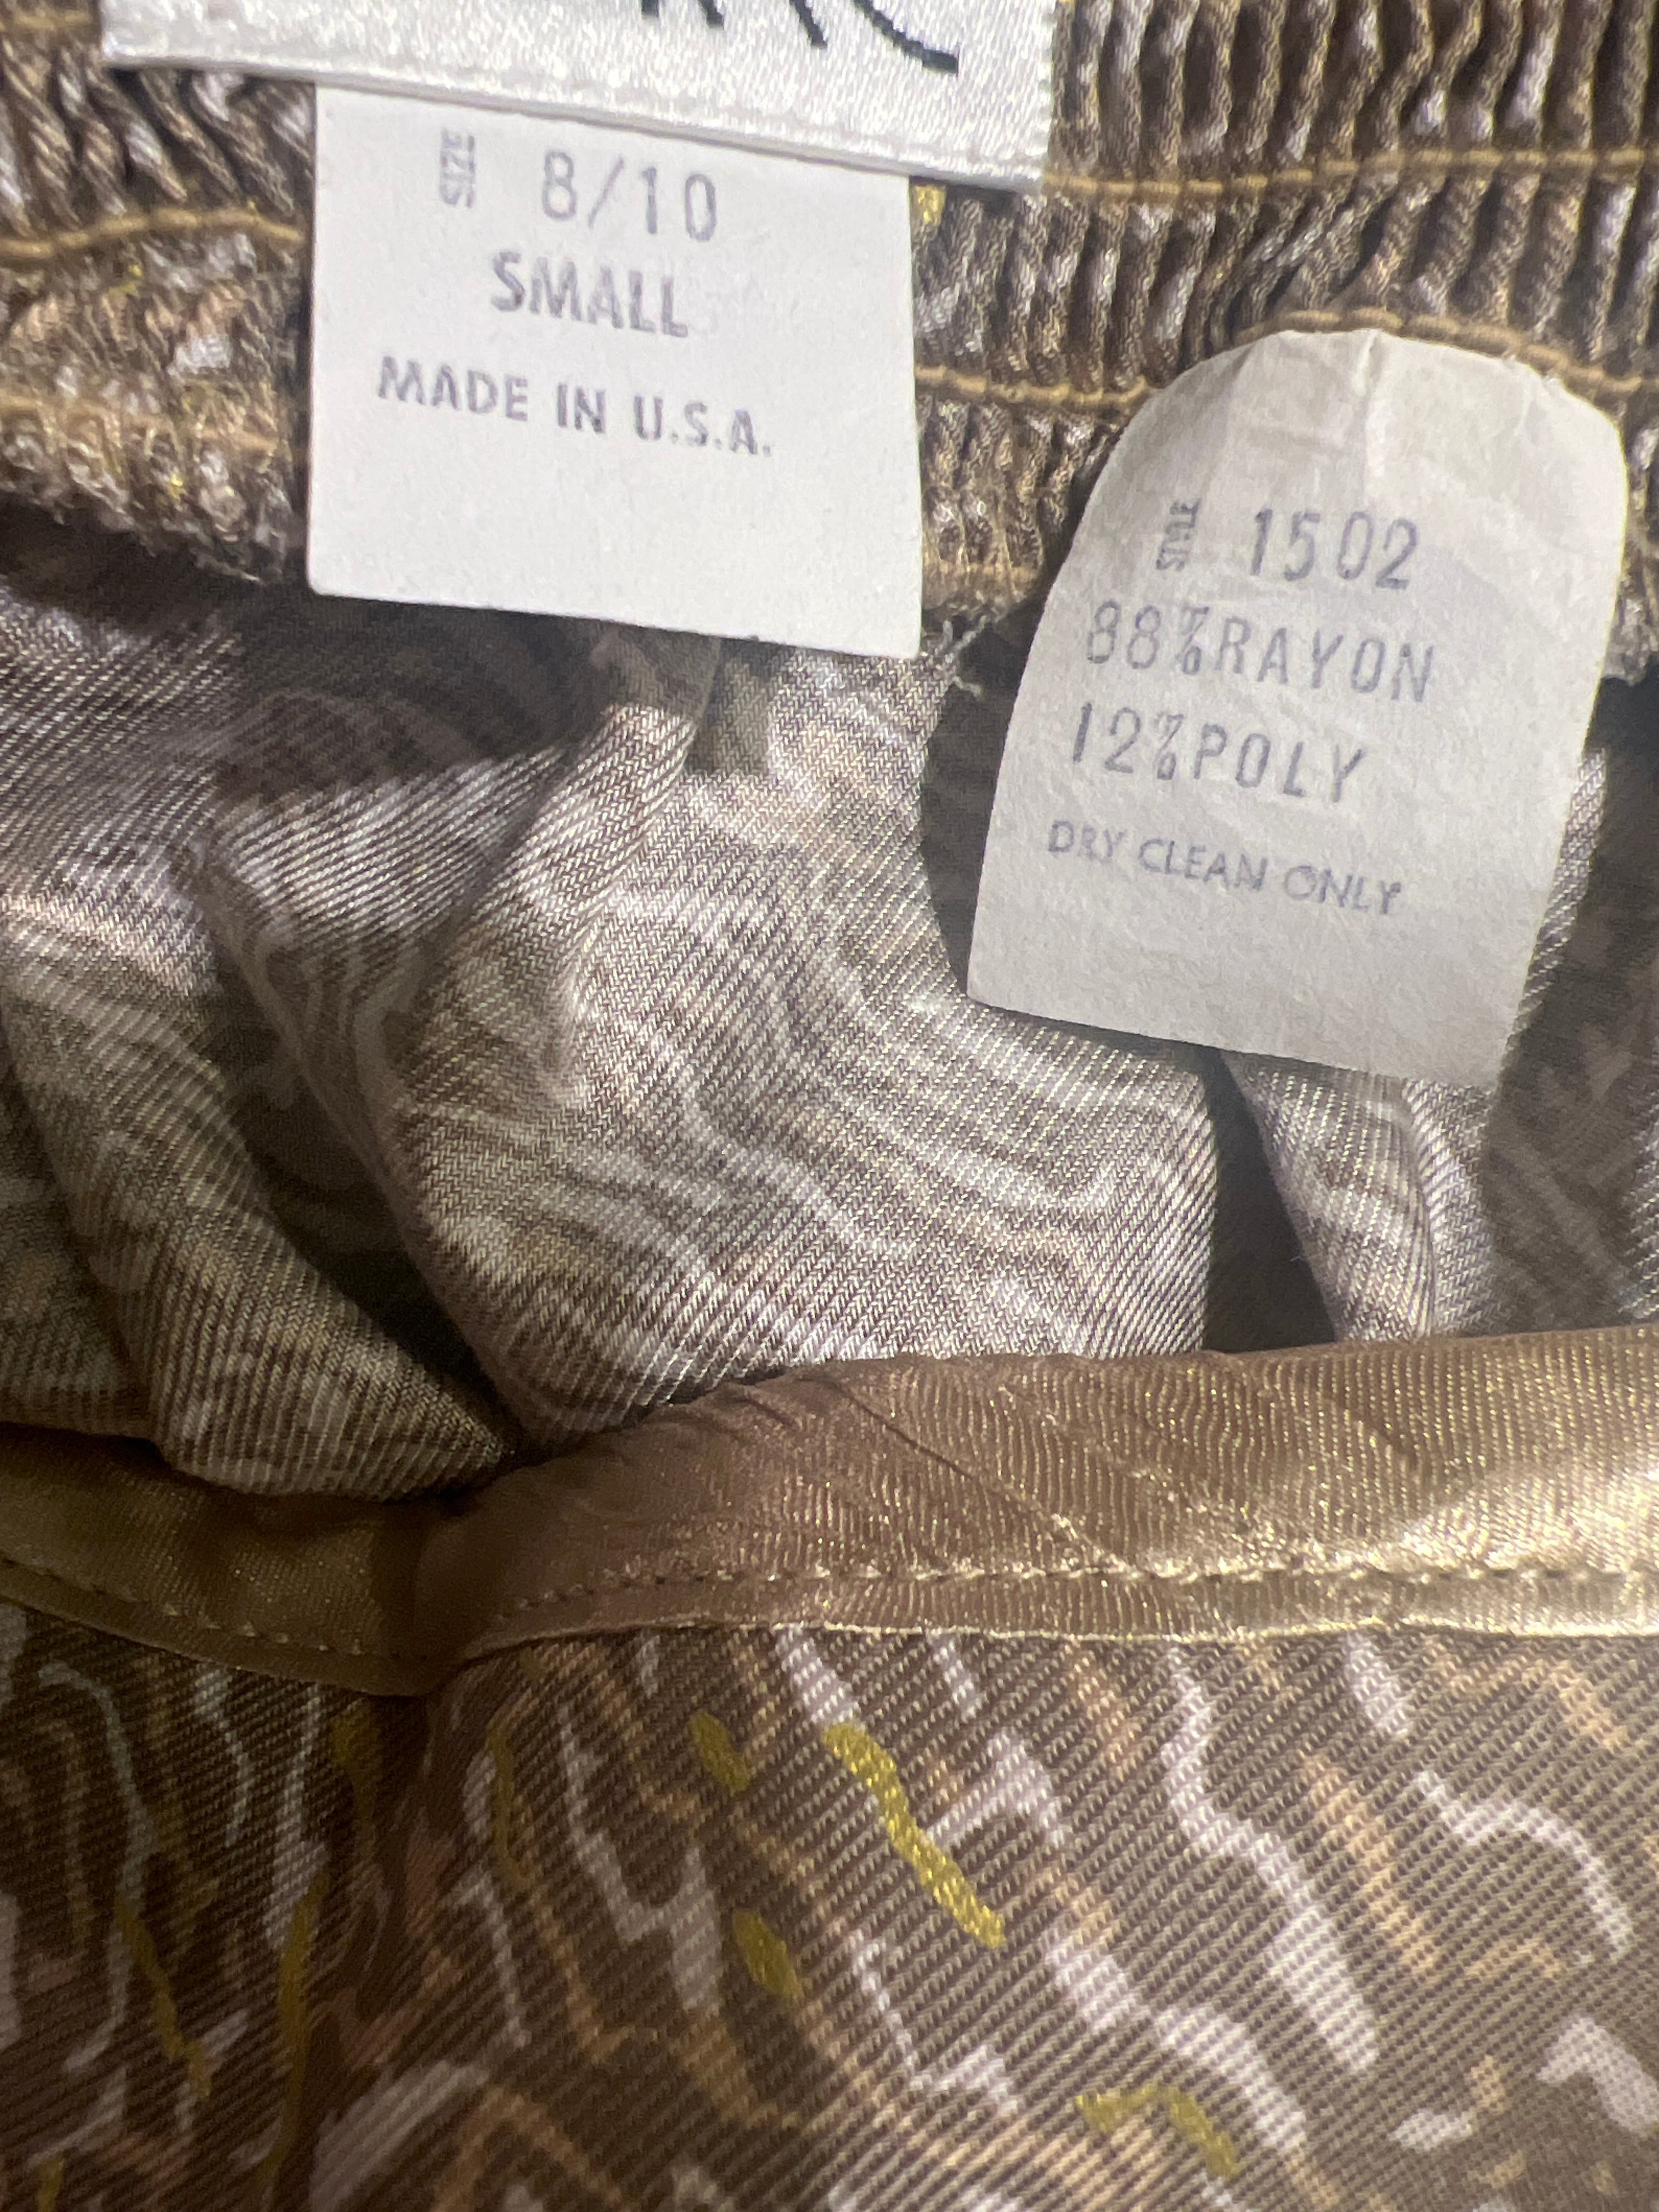 SIZE 8/10
SMALL
MADE IN U.S.A.
STYLE 1502
88%RAYON
12%POLY
DRY CLEAN ONLY